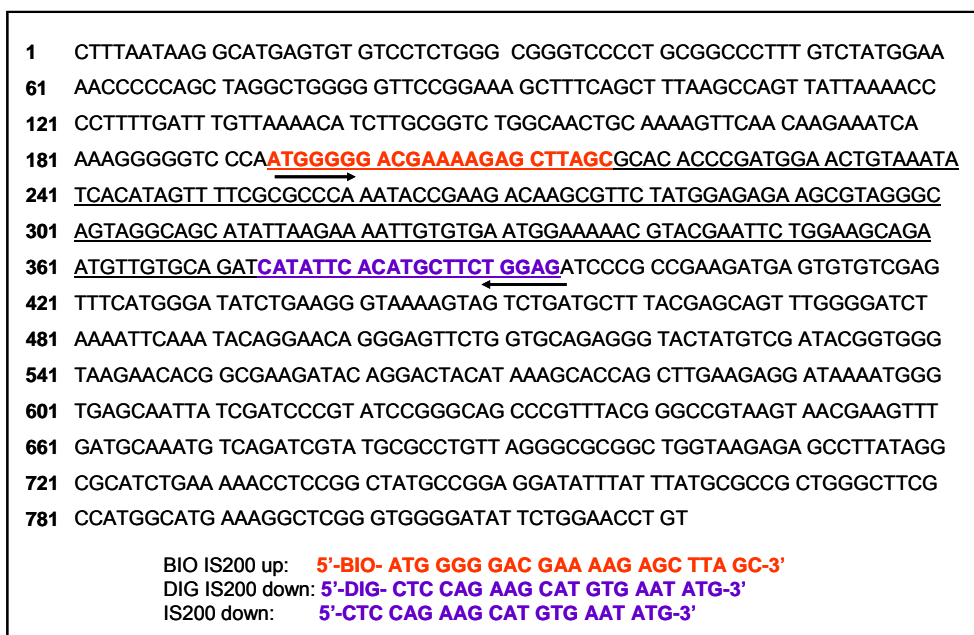 1 CTTTAATAAG GCATGAGTGT GTCCTCTGGG CGGGTCCCCT GCGGCCCTTT GTCTATGGAA
61 AACCCCCAGC TAGGCTGGGG GTTCCGGAAA GCTTTCAGCT TTAAGCCAGT TATTAAAACC
121 CCTTTTGATT TGTTAAAACA TCTTGCGGTC TGGCAACTGC AAAAGTTCAA CAAGAAATCA
181 AAAGGGGGTC CCAATGGGGG ACGAAAAGAG CTTAGCGCAC ACCCGATGGA ACTGTAAATA
241 TCACATAGTT TTCGCGCCCA AATACCGAAG ACAAGCGTTC TATGGAGAGA AGCGTAGGGC
301 AGTAGGCAGC ATATTAAGAA AATTGTGTGA ATGGAAAAAC GTACGAATTC TGGAAGCAGA
361 ATGTTGTGCA GATCATATTC ACATGCTTCT GGAGATCCCG CCGAAGATGA GTGTGTCGAG
421 TTTCATGGGA TATCTGAAGG GTAAAAGTAG TCTGATGCTT TACGAGCAGT TTGGGGATCT
481 AAAATTCAAA TACAGGAACA GGGAGTTCTG GTGCAGAGGG TACTATGTCG ATACGGTGGG
541 TAAGAACACG GCGAAGATAC AGGACTACAT AAAGCACCAG CTTGAAGAGG ATAAAATGGG
601 TGAGCAATTA TCGATCCCGT ATCCGGGCAG CCCGTTTACG GGCCGTAAGT AACGAAGTTT
661 GATGCAAATG TCAGATCGTA TGCGCCTGTT AGGGCGCGGC TGGTAAGAGA GCCTTATAGG
721 CGCATCTGAA AAACCTCCGG CTATGCCGGA GGATATTTAT TTATGCGCCG CTGGGCTTCG
781 CCATGGCATG AAAGGCTCGG GTGGGGATAT TCTGGAACCT GT
BIO IS200 up: 5’-BIO- ATG GGG GAC GAA AAG AGC TTA GC-3’
DIG IS200 down: 5’-DIG- CTC CAG AAG CAT GTG AAT ATG-3’
IS200 down: 5’-CTC CAG AAG CAT GTG AAT ATG-3’